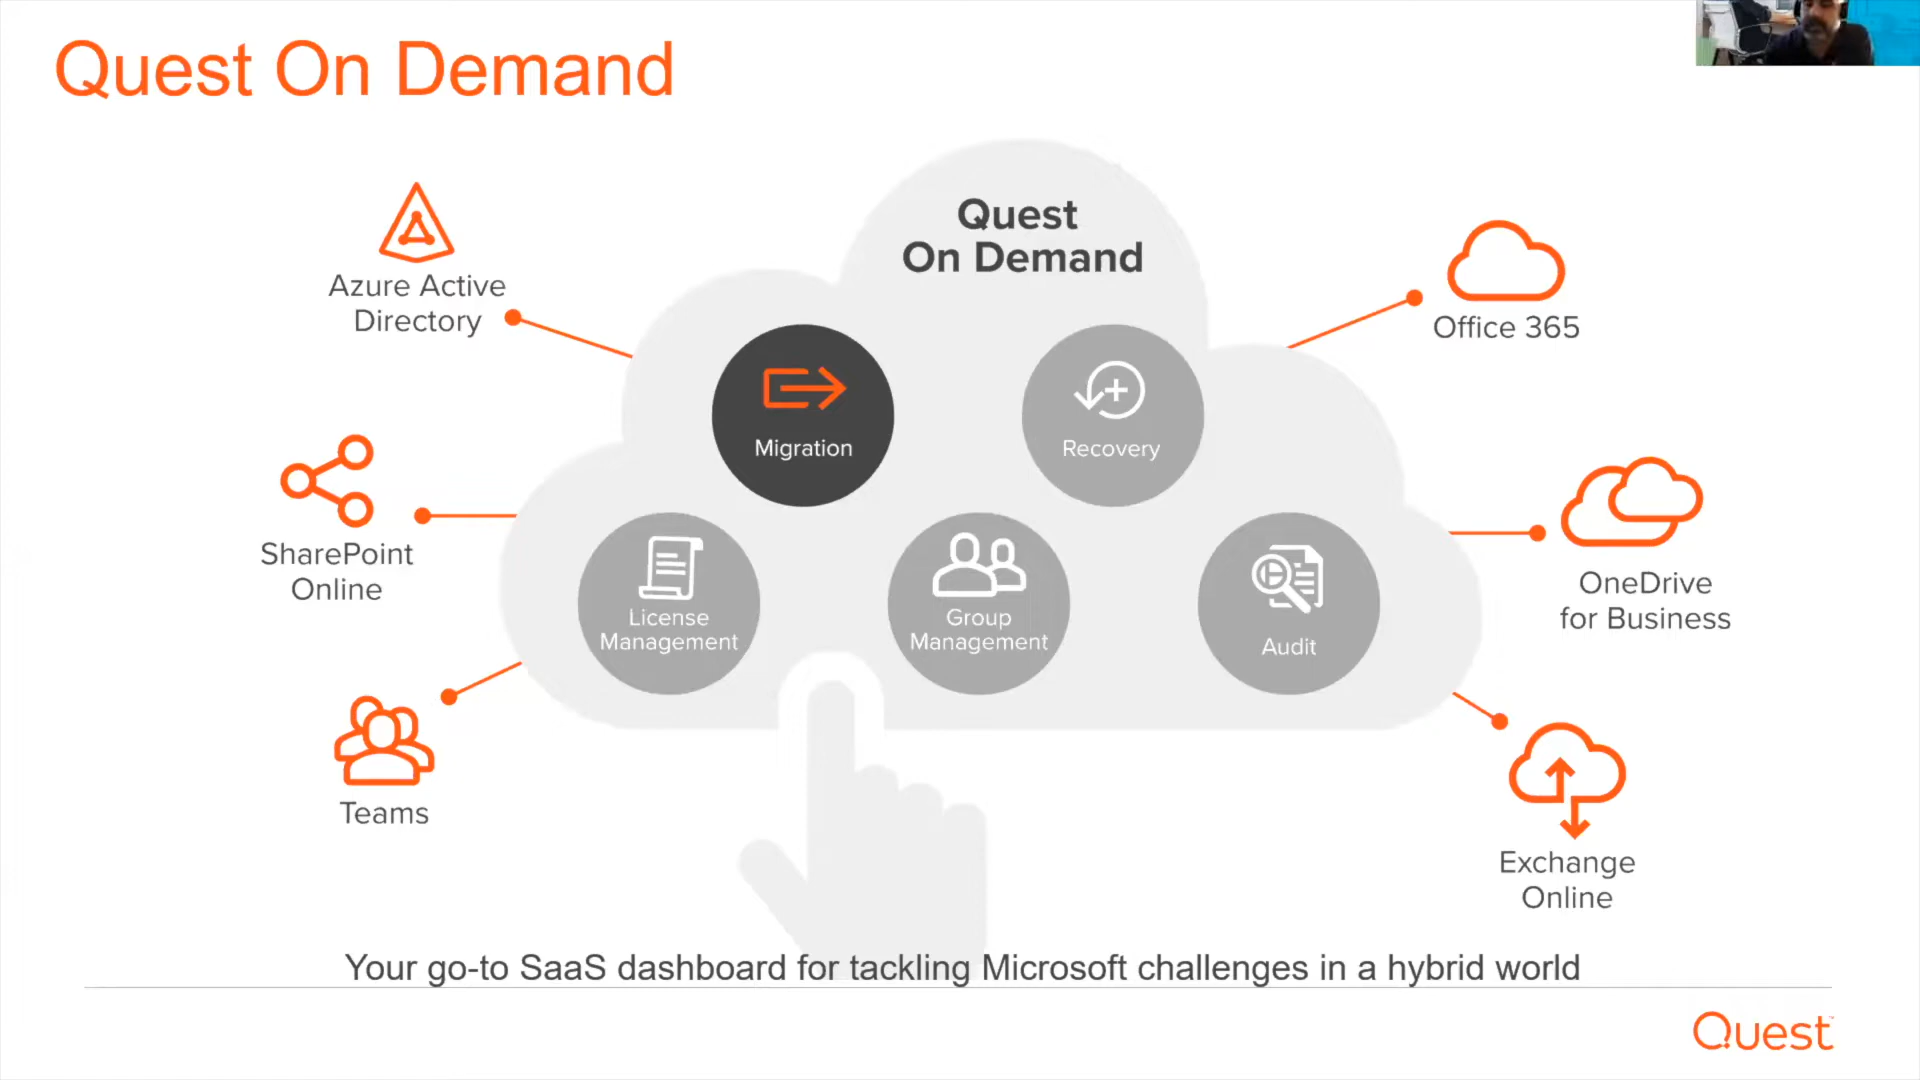 Quest On Demand
Quest
On Demand
Azure Active
Directory
Office 365
Migration
Recovery
SharePoint
Online
OneDrive
for Business
License
Management
Group
Management
Audit
Teams
Exchange
Online
Your go-to SaaS dashboard for tackling Microsoft challenges in a hybrid world
Quest